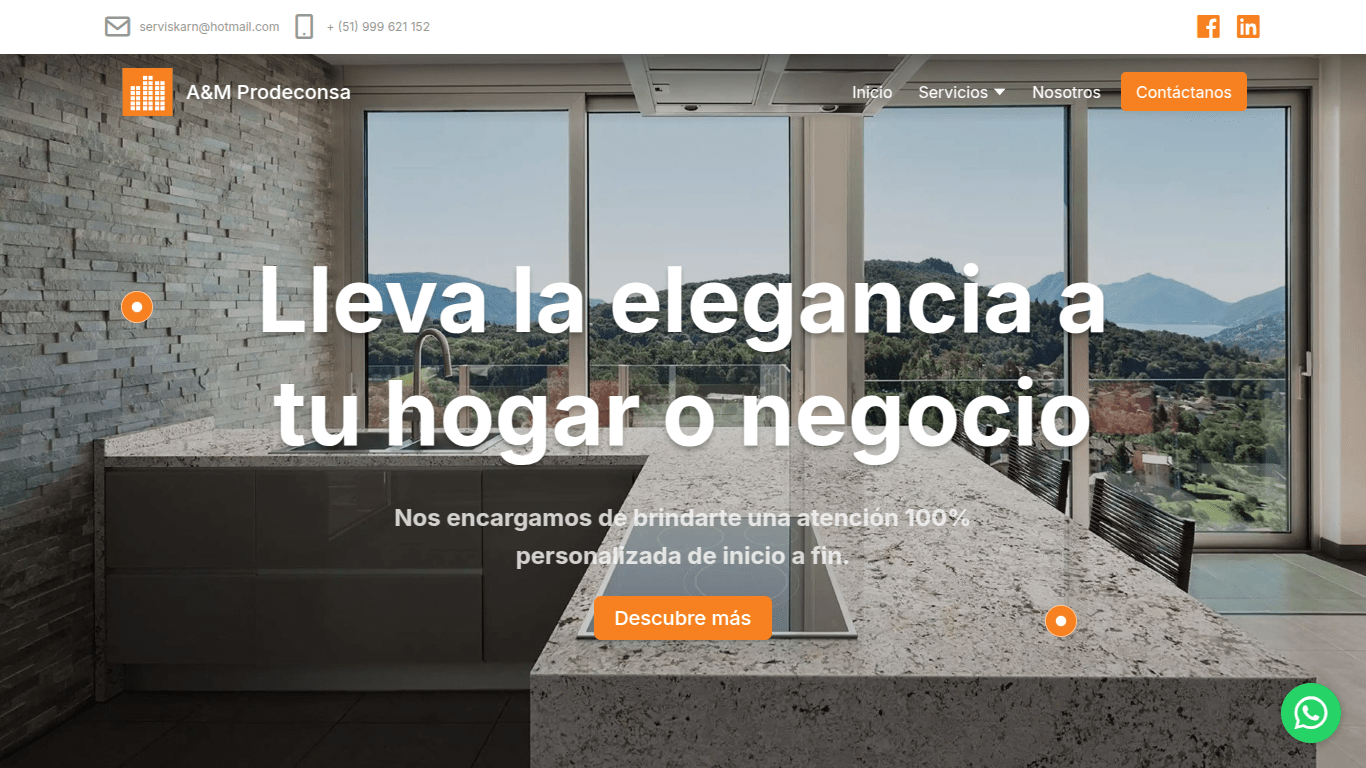 serviskarn@hotmail.com + (51) 999 621 152
A&M Prodeconsa
Inicio Servicios Nosotros Contáctanos
Lleva la elegancia a
tu hogar o negocio
Nos encargamos de brindarte una atención 100%
personalizada de inicio a fin.
Descubre más